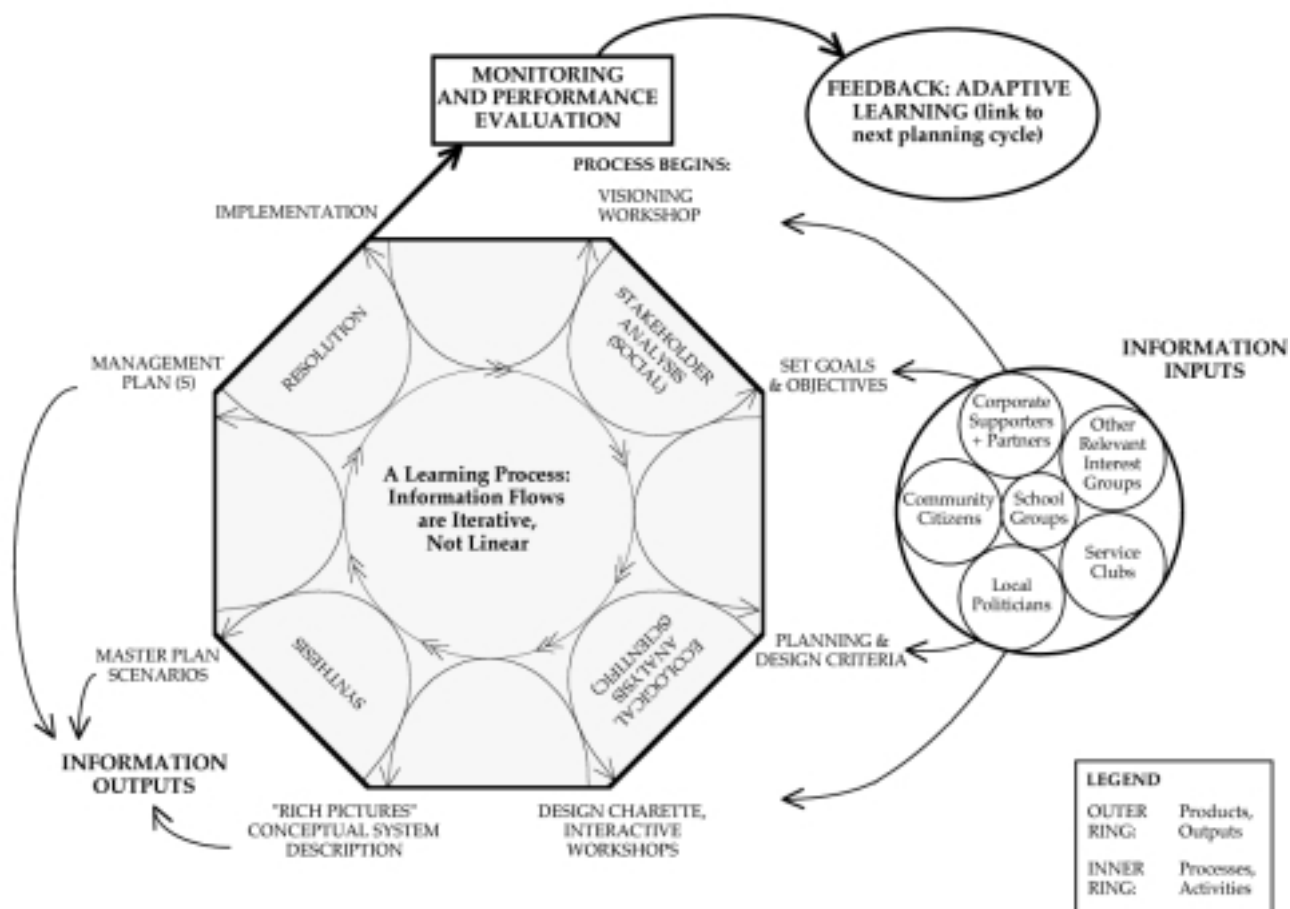 MONITORING
AND PERFORMANCE
EVALUATION
FEEDBACK: ADAPTIVE
LEARNING (link to
next planning cycle)
PROCESS BEGINS:
VISIONING
WORKSHOP
IMPLEMENTATION
RESOLUTION
STAKEHOLDER
ANALYSIS
(SOCIAL)
MANAGEMENT
PLAN (S)
SET GOALS
& OBJECTIVES
INFORMATION
INPUTS
Corporate
Supporters
+ Partners
Other
Relevant
Interest
Groups
Community
Citizens
School
Groups
Service
Clubs
Local
Politicians
A Learning Process:
Information Flows
are Iterative,
Not Linear
SYNTHESIS
ECOLOGICAL
ANALYSIS
(SCIENTIFIC)
PLANNING &
DESIGN CRITERIA
MASTER PLAN
SCENARIOS
INFORMATION
OUTPUTS
"RICH PICTURES"
CONCEPTUAL SYSTEM
DESCRIPTION
DESIGN CHARETTE,
INTERACTIVE
WORKSHOPS
LEGEND
OUTER Products,
RING: Outputs
INNER Processes,
RING: Activities